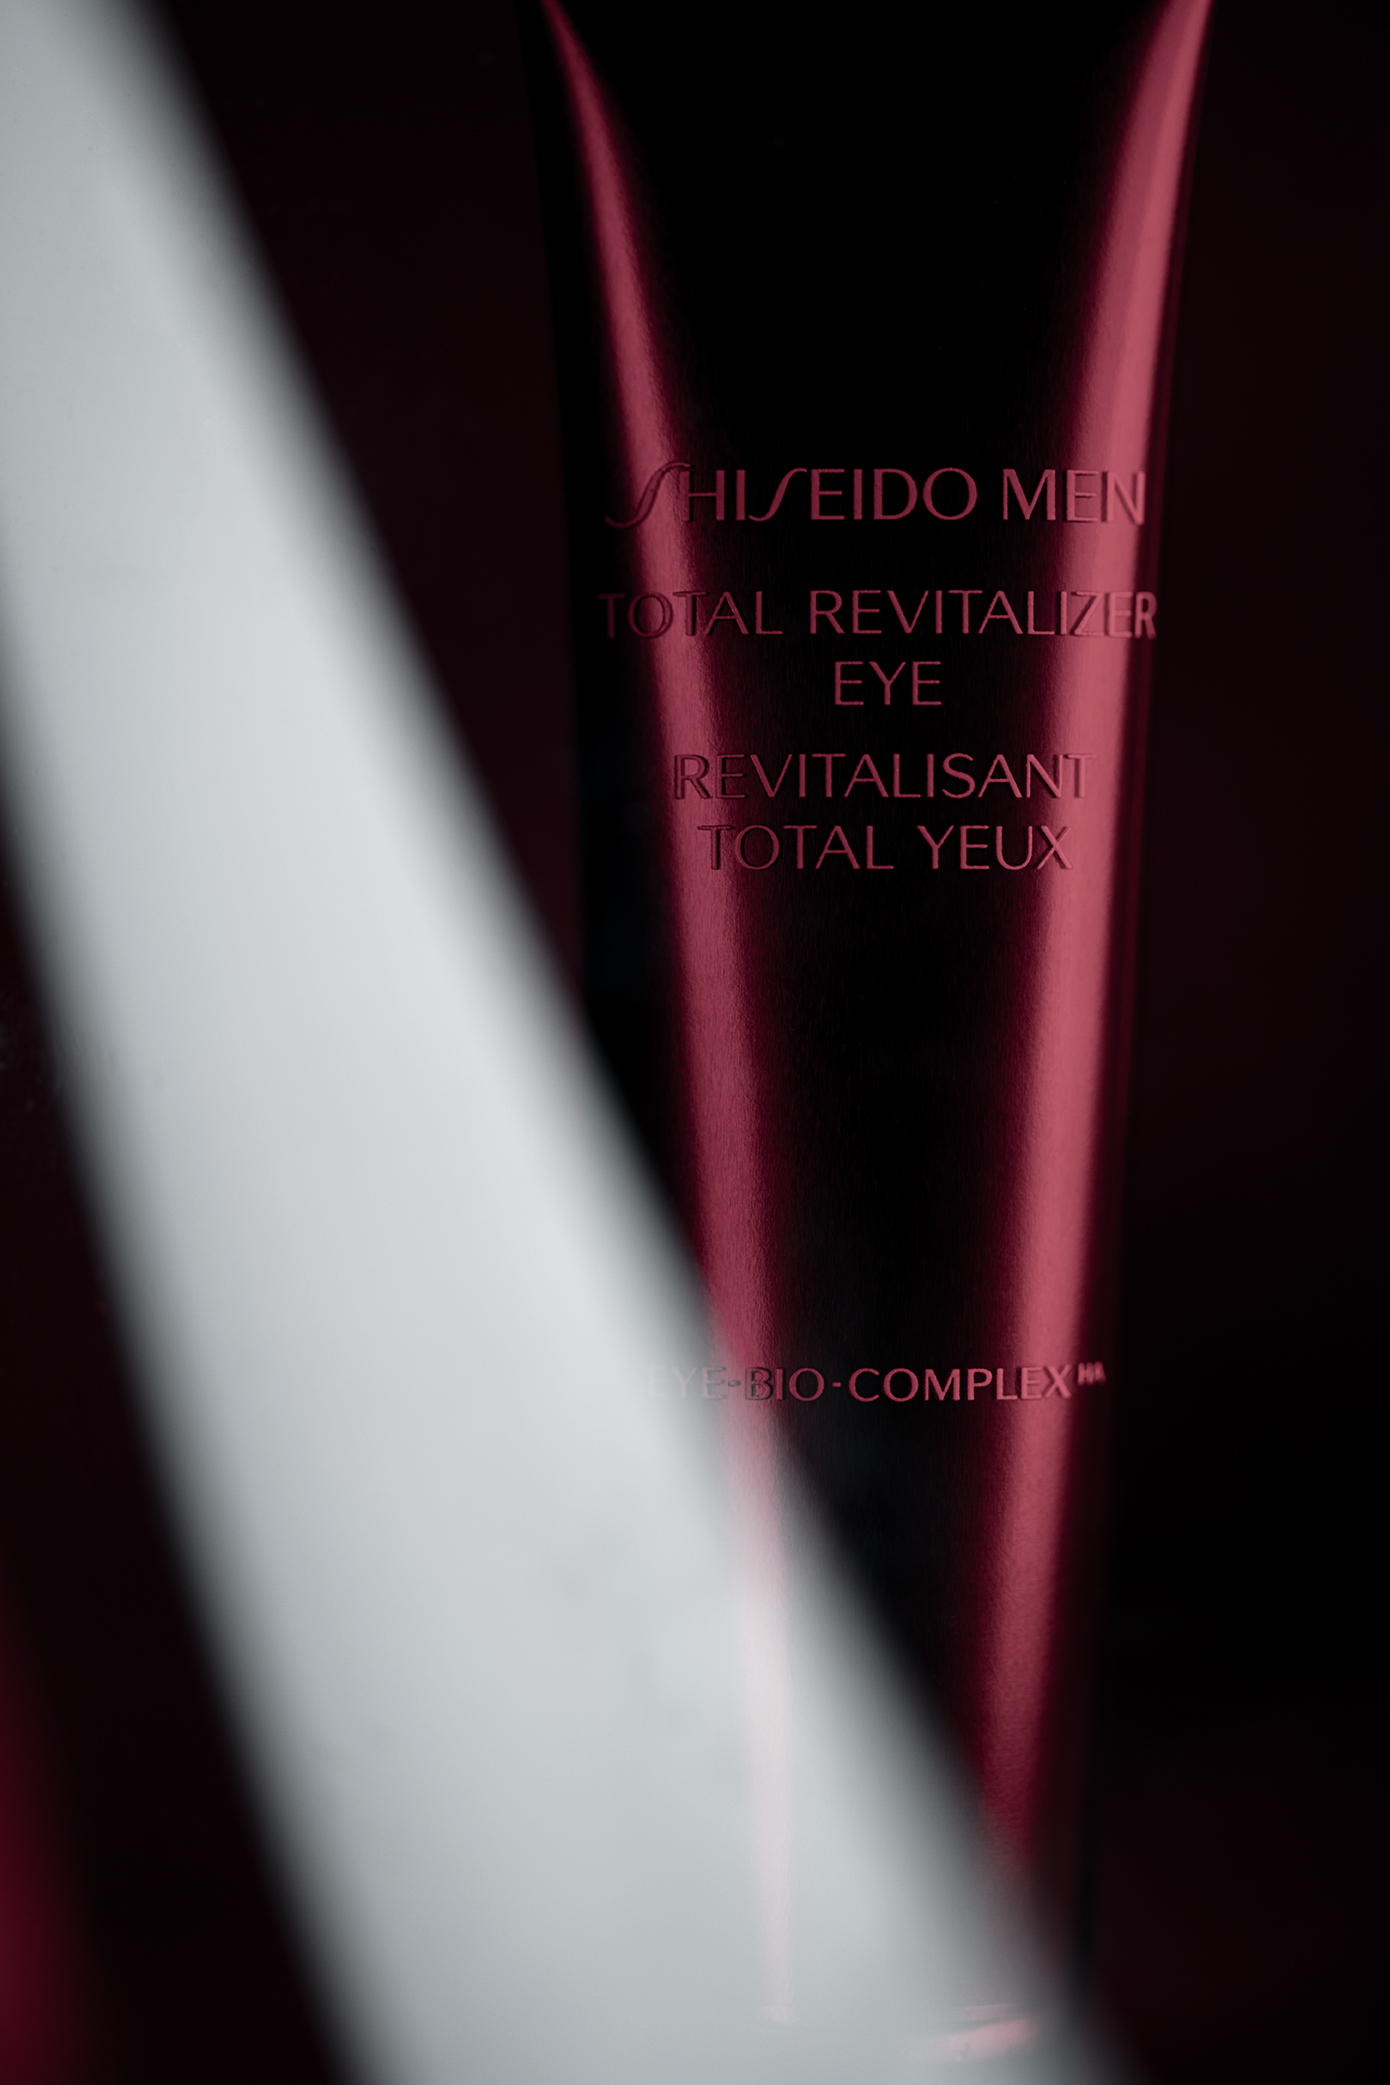 SHISEIDO MEN
TOTAL REVITALIZER
EYE
REVITALISANT
TOTAL YEUX
EYE·BIO·COMPLEX